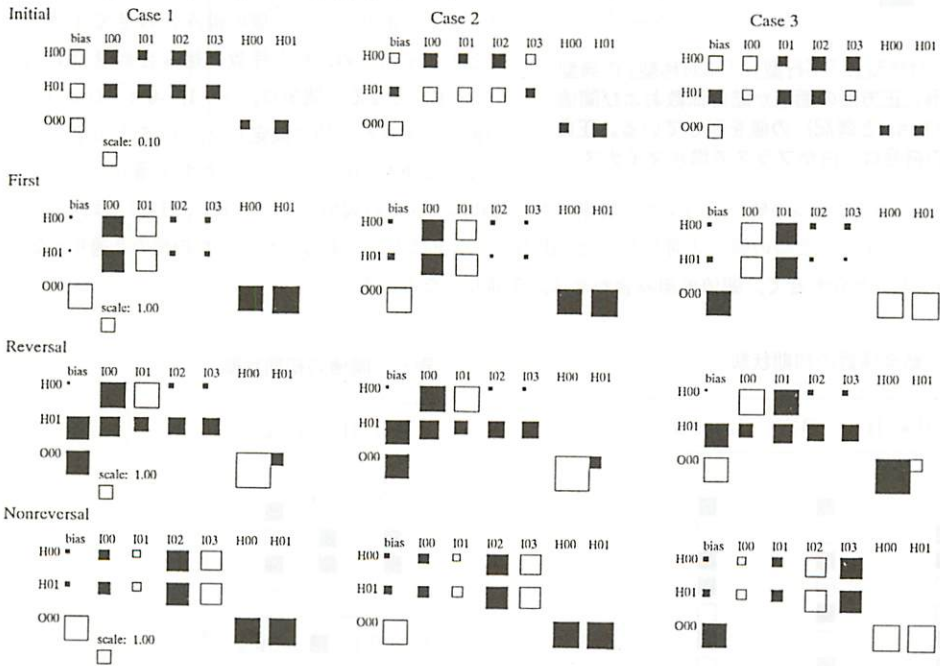 Initial
Case 1 Case 2 Case 3
bias I00 I01 I02 I03 H00 H01 bias I00 I01 I02 I03 H00 H01 bias I00 I01 I02 I03 H00 H01
H00 H00 H00
H01 H01 H01
O00 O00 O00
scale: 0.10
First
bias I00 I01 I02 I03 H00 H01 bias I00 I01 I02 I03 H00 H01 bias I00 I01 I02 I03 H00 H01
H00 H00 H00
H01 H01 H01
O00 O00 O00
scale: 1.00
Reversal
bias I00 I01 I02 I03 H00 H01 bias I00 I01 I02 I03 H00 H01 bias I00 I01 I02 I03 H00 H01
H00 H00 H00
H01 H01 H01
O00 O00 O00
scale: 1.00
Nonreversal
bias I00 I01 I02 I03 H00 H01 bias I00 I01 I02 I03 H00 H01 bias I00 I01 I02 I03 H00 H01
H00 H00 H00
H01 H01 H01
O00 O00 O00
scale: 1.00